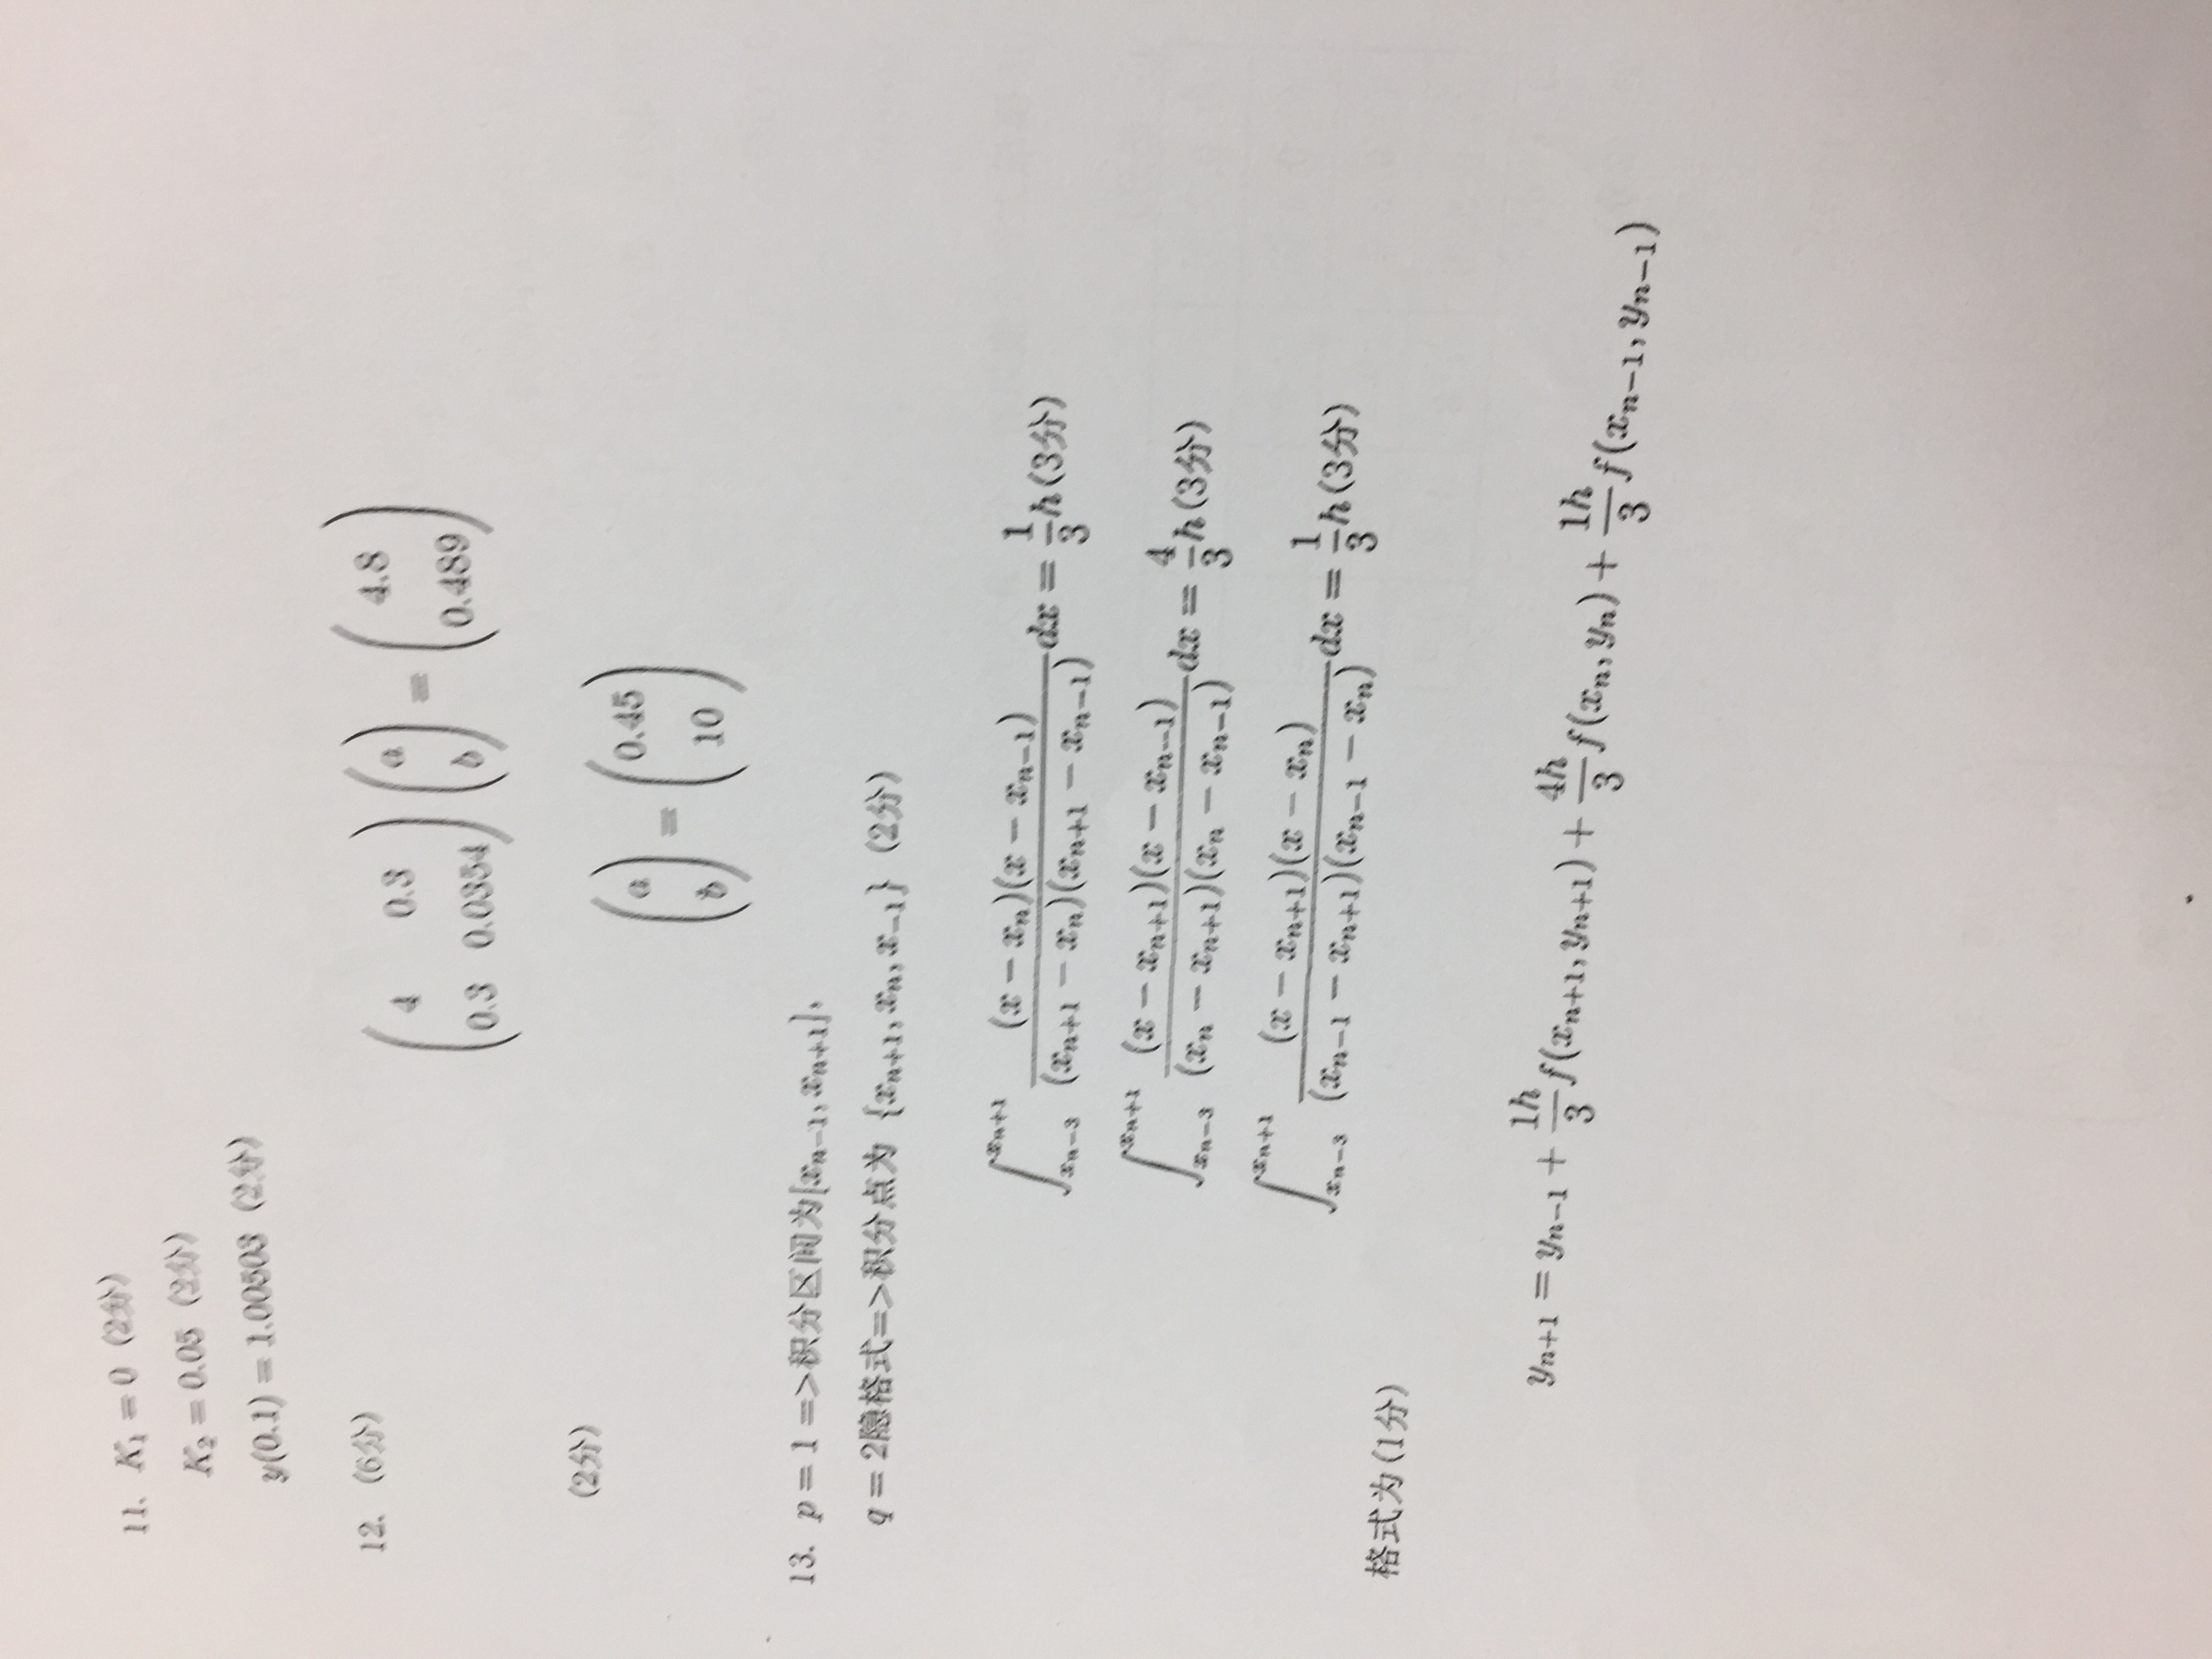 11. K₁ = 0 (2分)
K₂ = 0.05 (2分)
y(0.1) = 1.00503 (2分)
12. (6分)
\begin{pmatrix} 4 & 0.3 \\ 0.3 & 0.0354 \end{pmatrix} \begin{pmatrix} a \\ b \end{pmatrix} = \begin{pmatrix} 4.8 \\ 0.489 \end{pmatrix}
(2分)
\begin{pmatrix} a \\ b \end{pmatrix} = \begin{pmatrix} 0.45 \\ 10 \end{pmatrix}
13. p = 1 =>积分区间为[x_{n-1}, x_{n+1}],
q = 2隐格式=>积分点为 {x_{n+1}, x_n, x_{-1}} (2分)
\int_{x_{n-3}}^{x_{n+1}} \frac{(x - x_n)(x - x_{n-1})}{(x_{n+1} - x_n)(x_{n+1} - x_{n-1})} dx = \frac{1}{3}h (3分)
\int_{x_{n-3}}^{x_{n+1}} \frac{(x - x_{n+1})(x - x_{n-1})}{(x_n - x_{n+1})(x_n - x_{n-1})} dx = \frac{4}{3}h (3分)
\int_{x_{n-3}}^{x_{n+1}} \frac{(x - x_{n+1})(x - x_n)}{(x_{n-1} - x_{n+1})(x_{n-1} - x_n)} dx = \frac{1}{3}h (3分)
格式为(1分)
y_{n+1} = y_{n-1} + \frac{1h}{3} f(x_{n+1}, y_{n+1}) + \frac{4h}{3} f(x_n, y_n) + \frac{1h}{3} f(x_{n-1}, y_{n-1})